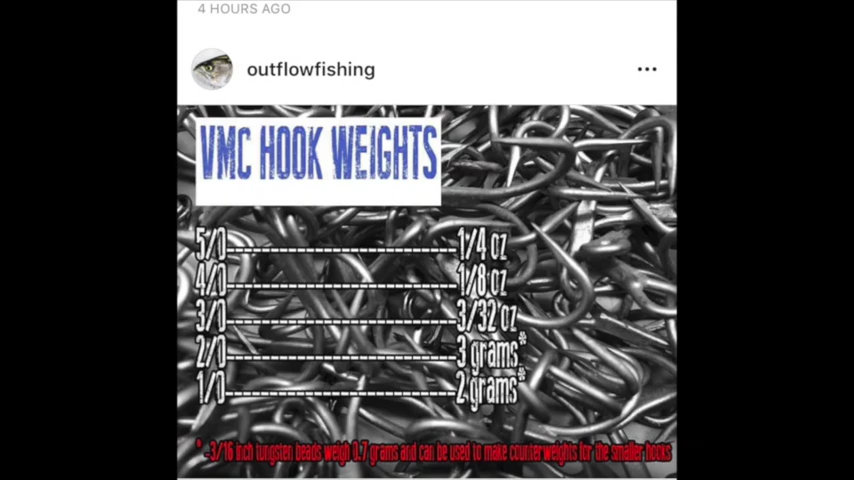 4 HOURS AGO
outflowfishing
VMC HOOK WEIGHTS
5/0-------------------------1/4 oz
4/0-------------------------1/8 oz
3/0-------------------------3/32 oz
2/0-------------------------3 grams*
1/0-------------------------2 grams*
* -3/16 inch tungsten beads weigh 0.7 grams and can be used to make counterweights for the smaller hooks